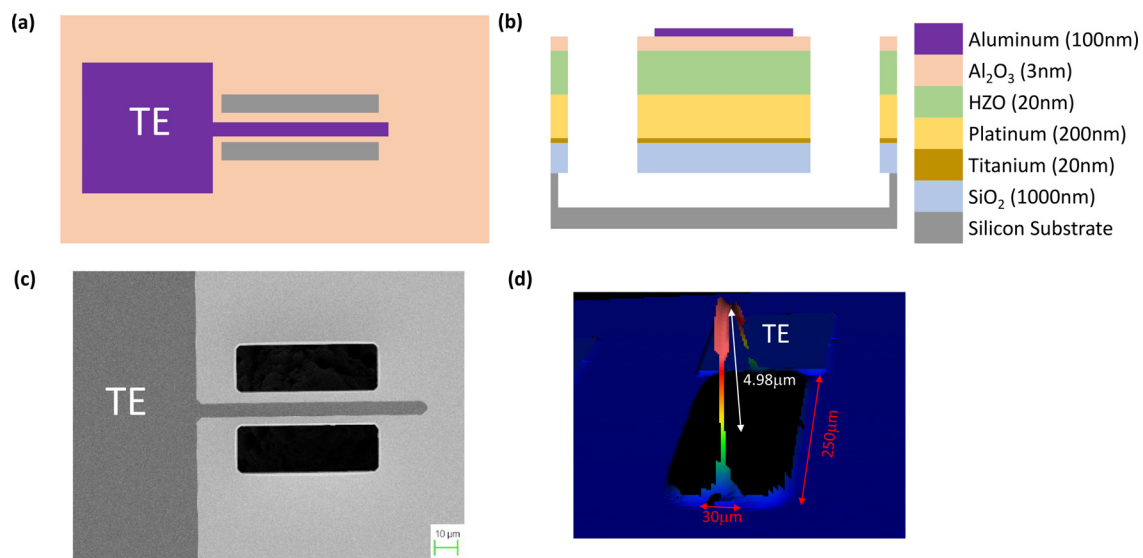 (a)
TE
(b)
Aluminum (100nm)
Al₂O₃ (3nm)
HZO (20nm)
Platinum (200nm)
Titanium (20nm)
SiO₂ (1000nm)
Silicon Substrate
(c)
TE
10 μm
(d)
TE
4.98μm
250μm
30μm